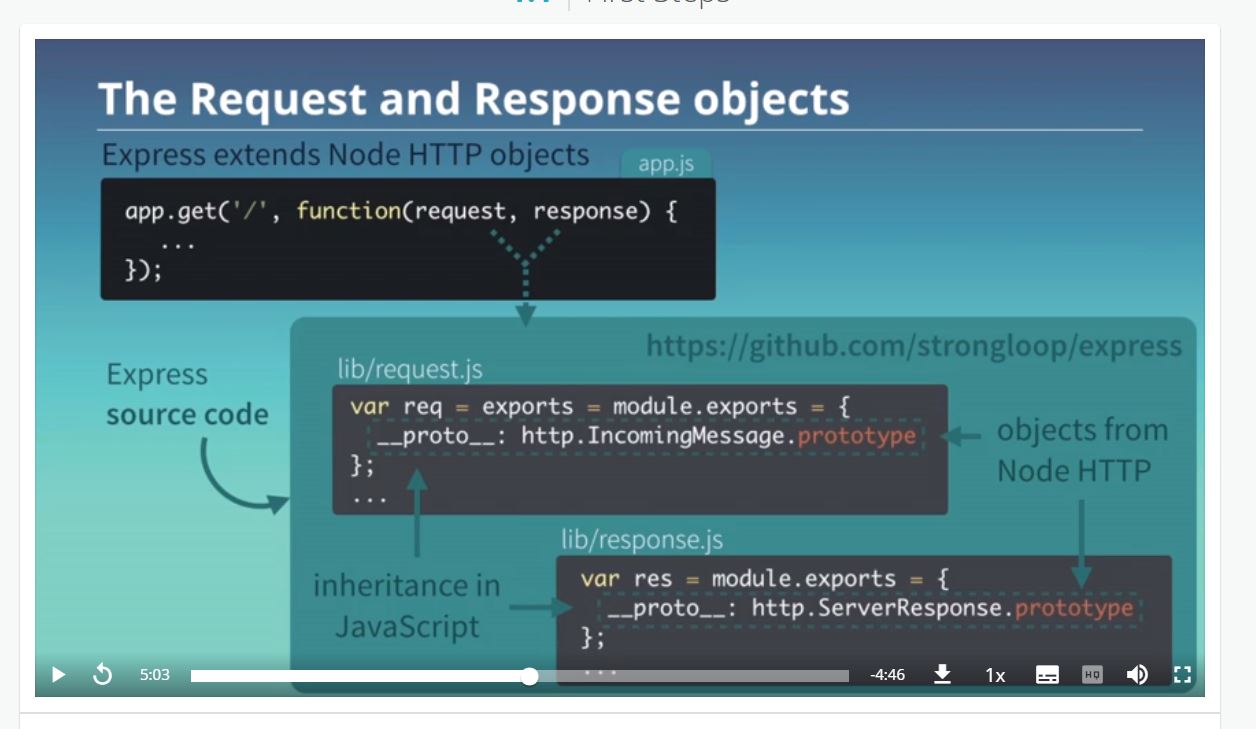 First Steps
The Request and Response objects
Express extends Node HTTP objects
app.js
app.get('/', function(request, response) {
...
});
https://github.com/strongloop/express
Express
source code
lib/request.js
var req = exports = module.exports = {
__proto__: http.IncomingMessage.prototype
};
...
objects from
Node HTTP
inheritance in
JavaScript
lib/response.js
var res = module.exports = {
__proto__: http.ServerResponse.prototype
};
...
5:03
-4:46
1x
HQ